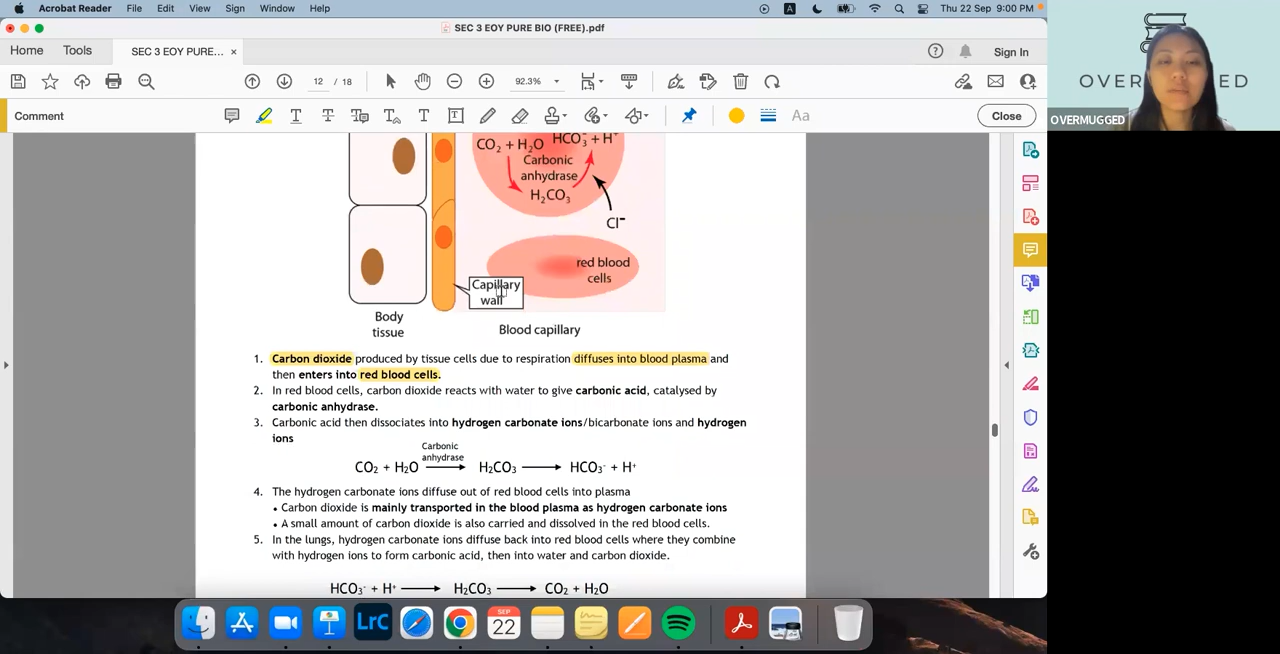 Acrobat Reader File Edit View Sign Window Help
A
Thu 22 Sep 9:00 PM
SEC 3 EOY PURE BIO (FREE).pdf
Home Tools SEC 3 EOY PURE... × Sign In
12 / 18 92.3%
Comment Aa Close
OVERMUGGED
CO₂ + H₂O HCO₃⁻ + H⁺
Carbonic
anhydrase
H₂CO₃
Cl⁻
red blood
cells
Capillary
wall
Body
tissue
Blood capillary
1. Carbon dioxide produced by tissue cells due to respiration diffuses into blood plasma and
then enters into red blood cells.
2. In red blood cells, carbon dioxide reacts with water to give carbonic acid, catalysed by
carbonic anhydrase.
3. Carbonic acid then dissociates into hydrogen carbonate ions/bicarbonate ions and hydrogen
ions
Carbonic
anhydrase
CO₂ + H₂O ⟶ H₂CO₃ ⟶ HCO₃⁻ + H⁺
4. The hydrogen carbonate ions diffuse out of red blood cells into plasma
• Carbon dioxide is mainly transported in the blood plasma as hydrogen carbonate ions
• A small amount of carbon dioxide is also carried and dissolved in the red blood cells.
5. In the lungs, hydrogen carbonate ions diffuse back into red blood cells where they combine
with hydrogen ions to form carbonic acid, then into water and carbon dioxide.
HCO₃⁻ + H⁺ ⟶ H₂CO₃ ⟶ CO₂ + H₂O
LrC
SEP
22